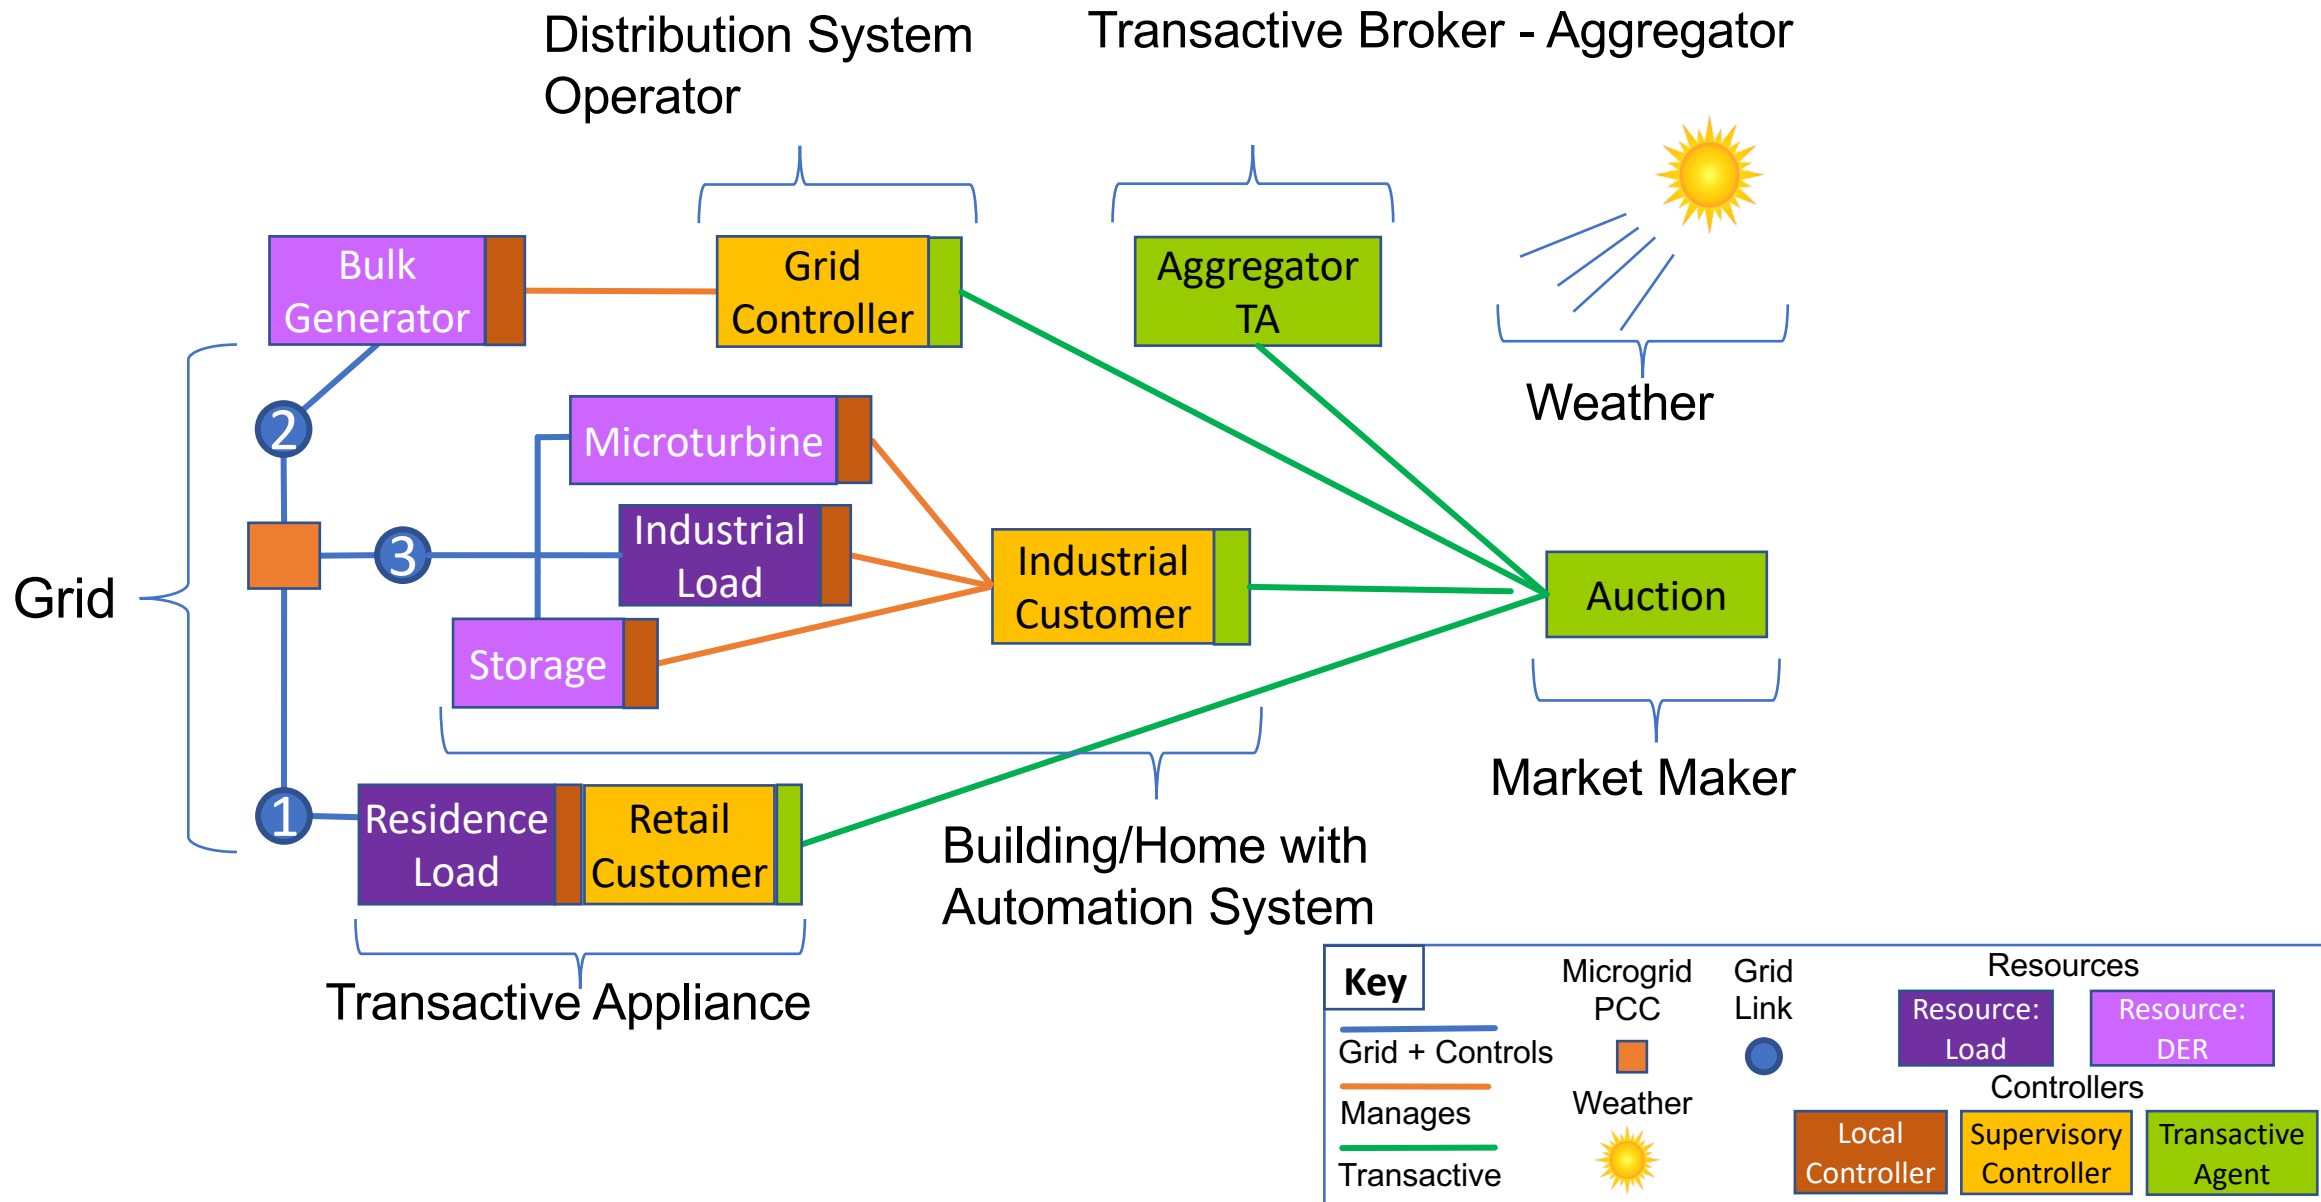 Distribution System
Operator
Transactive Broker - Aggregator
Bulk
Generator
Grid
Controller
Aggregator
TA
Weather
2
Microturbine
3
Industrial
Load
Industrial
Customer
Auction
Grid
Storage
Market Maker
1
Residence
Load
Retail
Customer
Building/Home with
Automation System
Transactive Appliance
Key
Microgrid
PCC
Grid
Link
Resources
Resource:
Load
Resource:
DER
Grid + Controls
Manages
Transactive
Weather
Controllers
Local
Controller
Supervisory
Controller
Transactive
Agent